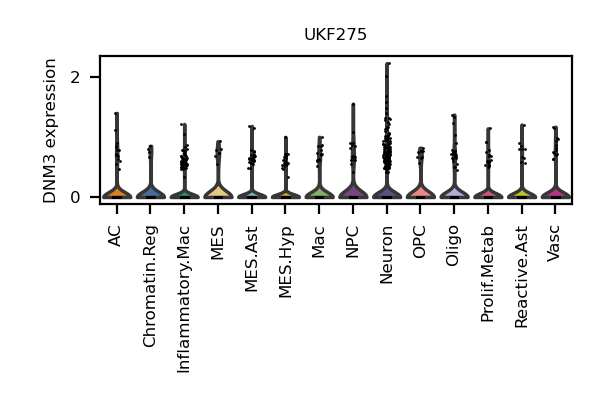 UKF275
DNM3 expression
2
0
AC
Chromatin.Reg
Inflammatory.Mac
MES
MES.Ast
MES.Hyp
Mac
NPC
Neuron
OPC
Oligo
Prolif.Metab
Reactive.Ast
Vasc